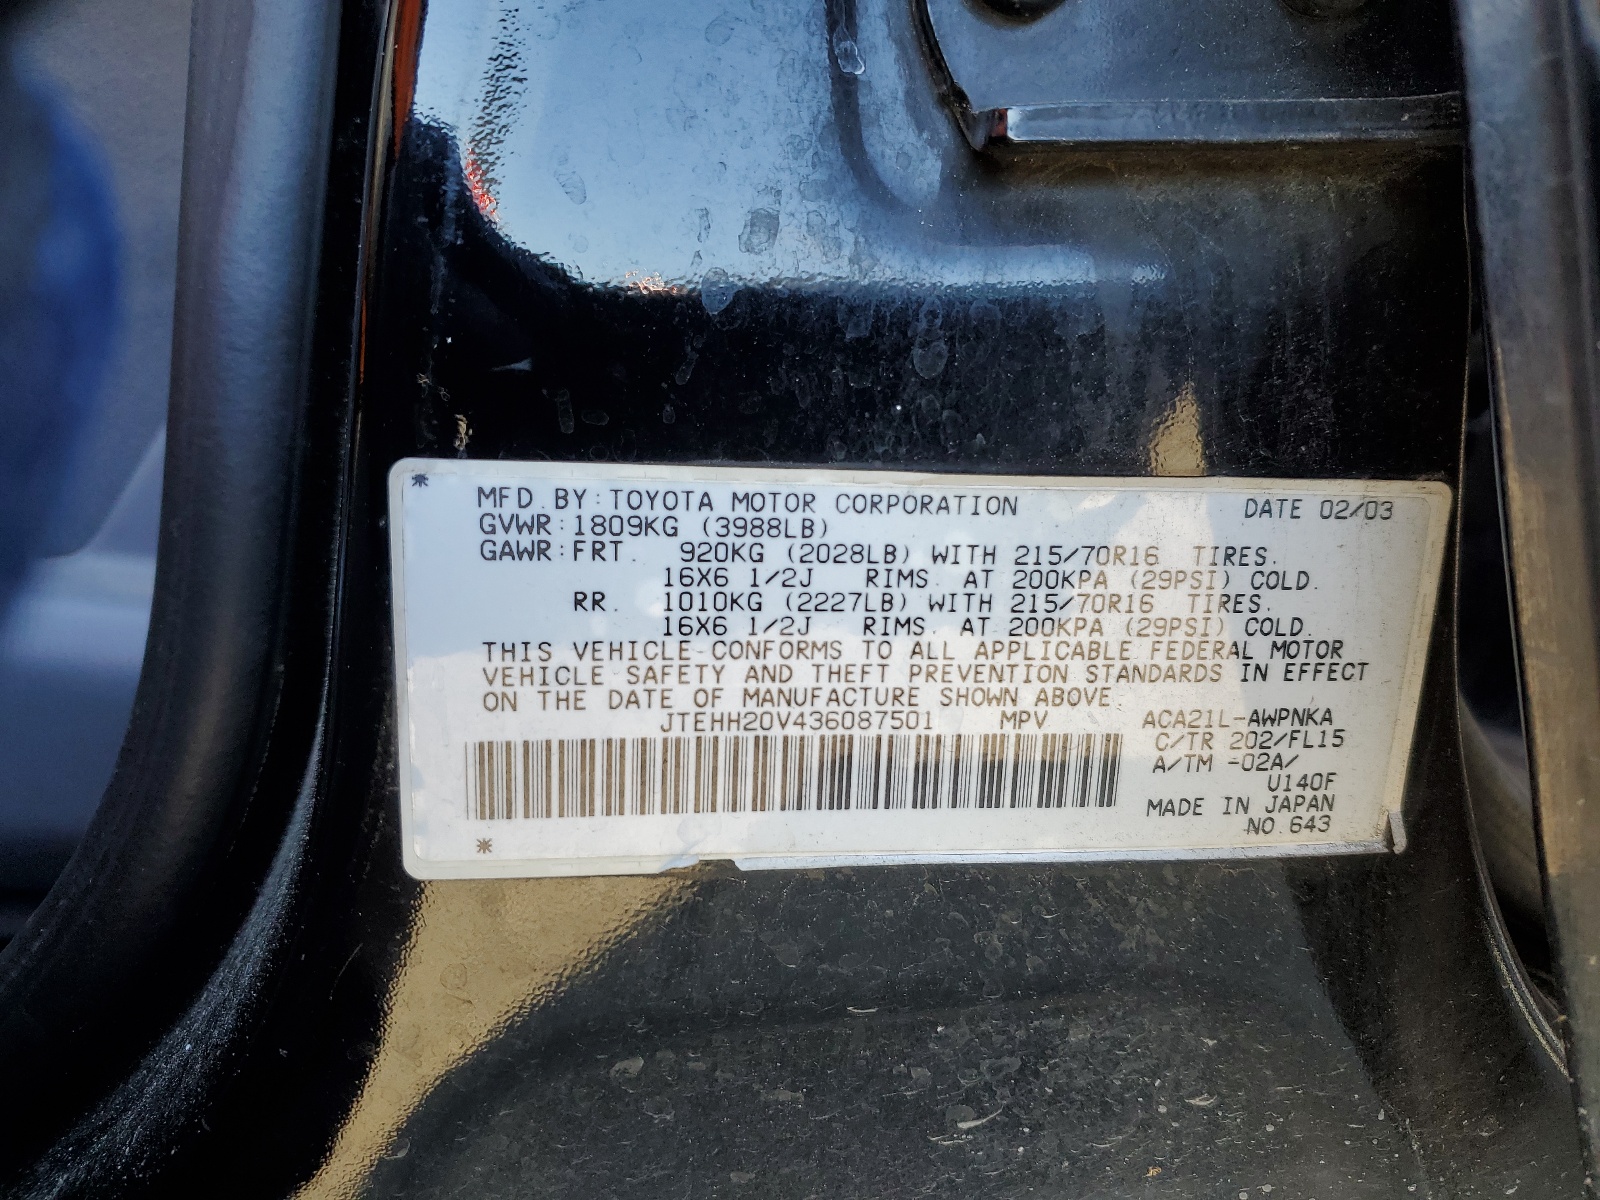 MFD. BY: TOYOTA MOTOR CORPORATION DATE 02/03
GVWR: 1809KG (3988LB)
GAWR: FRT. 920KG (2028LB) WITH 215/70R16 TIRES.
16X6 1/2J RIMS. AT 200KPA (29PSI) COLD.
RR. 1010KG (2227LB) WITH 215/70R16 TIRES.
16X6 1/2J RIMS. AT 200KPA (29PSI) COLD.
THIS VEHICLE CONFORMS TO ALL APPLICABLE FEDERAL MOTOR
VEHICLE SAFETY AND THEFT PREVENTION STANDARDS IN EFFECT
ON THE DATE OF MANUFACTURE SHOWN ABOVE.
JTEHH20V436087501 MPV ACA21L-AWPNKA
C/TR 202/FL15
A/TM -02A/
U140F
MADE IN JAPAN
NO. 643